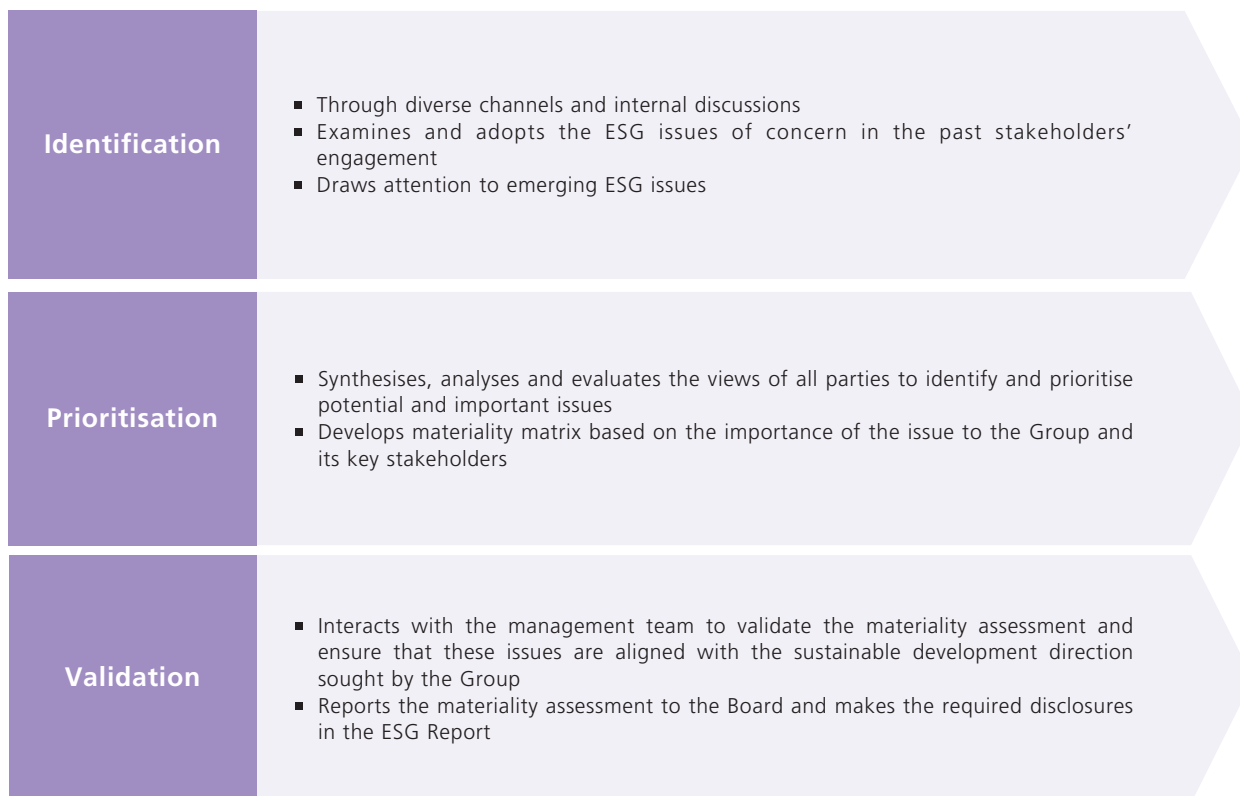 Identification
▪ Through diverse channels and internal discussions
▪ Examines and adopts the ESG issues of concern in the past stakeholders’
engagement
▪ Draws attention to emerging ESG issues
Prioritisation
▪ Synthesises, analyses and evaluates the views of all parties to identify and prioritise
potential and important issues
▪ Develops materiality matrix based on the importance of the issue to the Group and
its key stakeholders
Validation
▪ Interacts with the management team to validate the materiality assessment and
ensure that these issues are aligned with the sustainable development direction
sought by the Group
▪ Reports the materiality assessment to the Board and makes the required disclosures
in the ESG Report